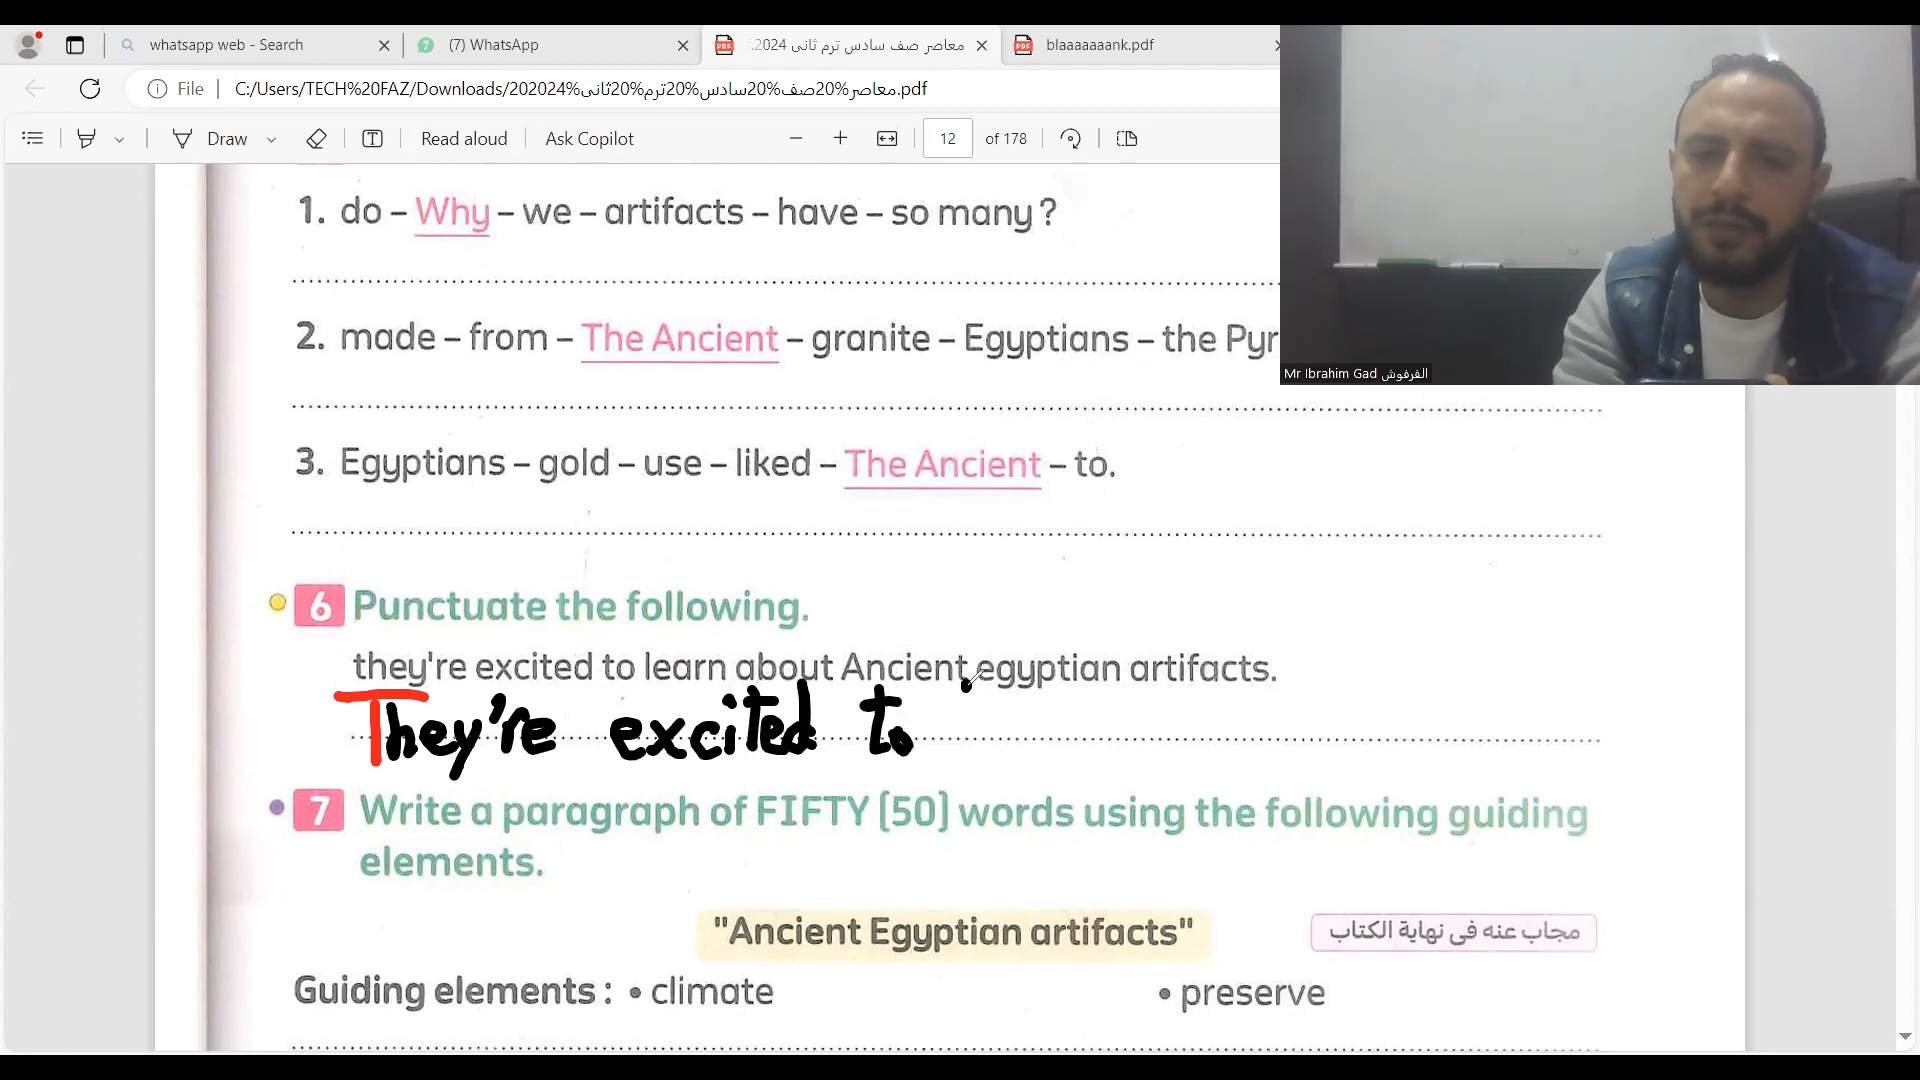 whatsapp web - Search
(7) WhatsApp
معاصر صف سادس ترم ثانى 2024
blaaaaaaank.pdf
File
C:/Users/TECH%20FAZ/Downloads/202024%معاصر%20صف%20سادس%20ترم%20ثانى.pdf
Draw
Read aloud
Ask Copilot
12 of 178
1. do – Why – we – artifacts – have – so many ?
2. made – from – The Ancient – granite – Egyptians – the Pyr
Mr Ibrahim Gad الفرفوش
3. Egyptians – gold – use – liked – The Ancient – to.
6 Punctuate the following.
they're excited to learn about Ancient egyptian artifacts.
They're excited to
7 Write a paragraph of FIFTY (50) words using the following guiding
elements.
"Ancient Egyptian artifacts"
مجاب عنه فى نهاية الكتاب
Guiding elements : • climate • preserve